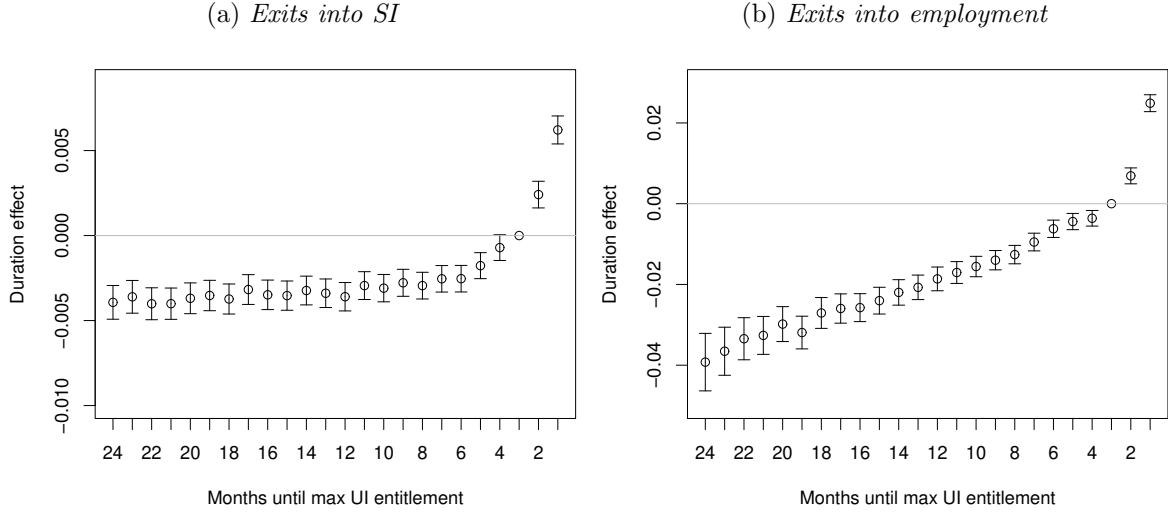 (a) Exits into SI
Duration effect
0.005
0.000
−0.005
−0.010
24 22 20 18 16 14 12 10 8 6 4 2
Months until max UI entitlement
(b) Exits into employment
Duration effect
0.02
0.00
−0.02
−0.04
24 22 20 18 16 14 12 10 8 6 4 2
Months until max UI entitlement